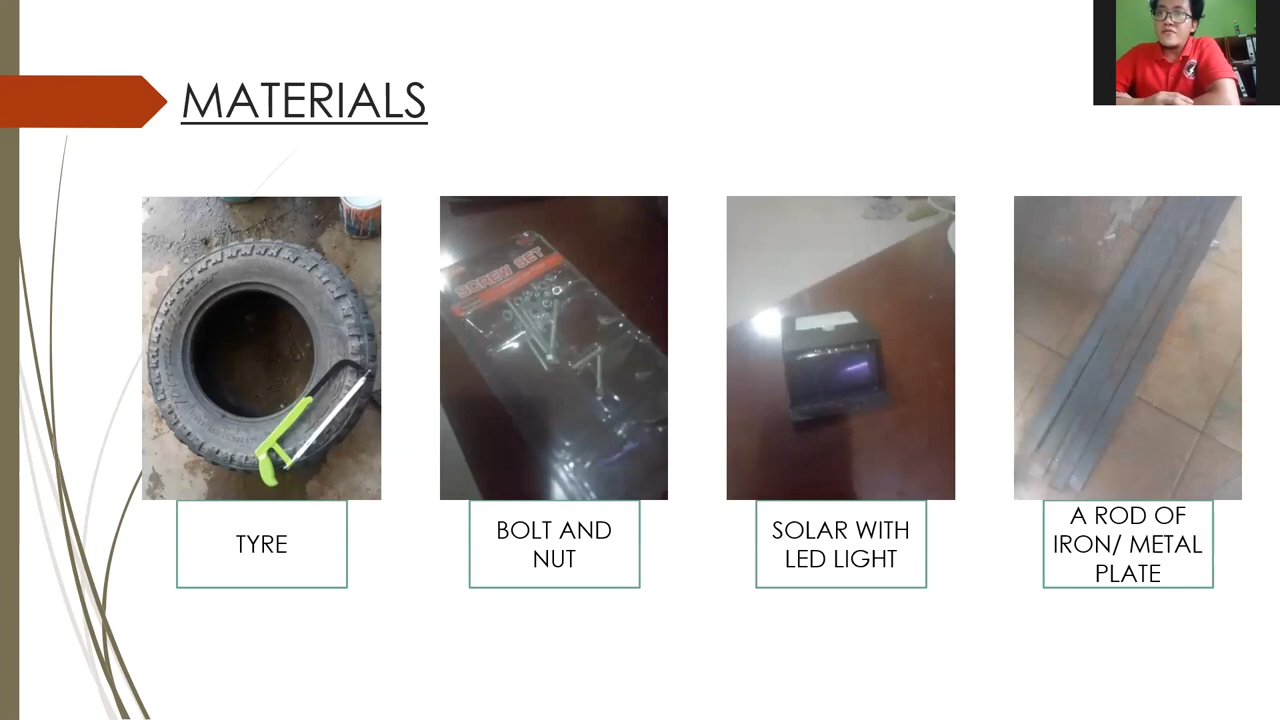 MATERIALS
SCREW SET
TYRE
BOLT AND
NUT
SOLAR WITH
LED LIGHT
A ROD OF
IRON/ METAL
PLATE